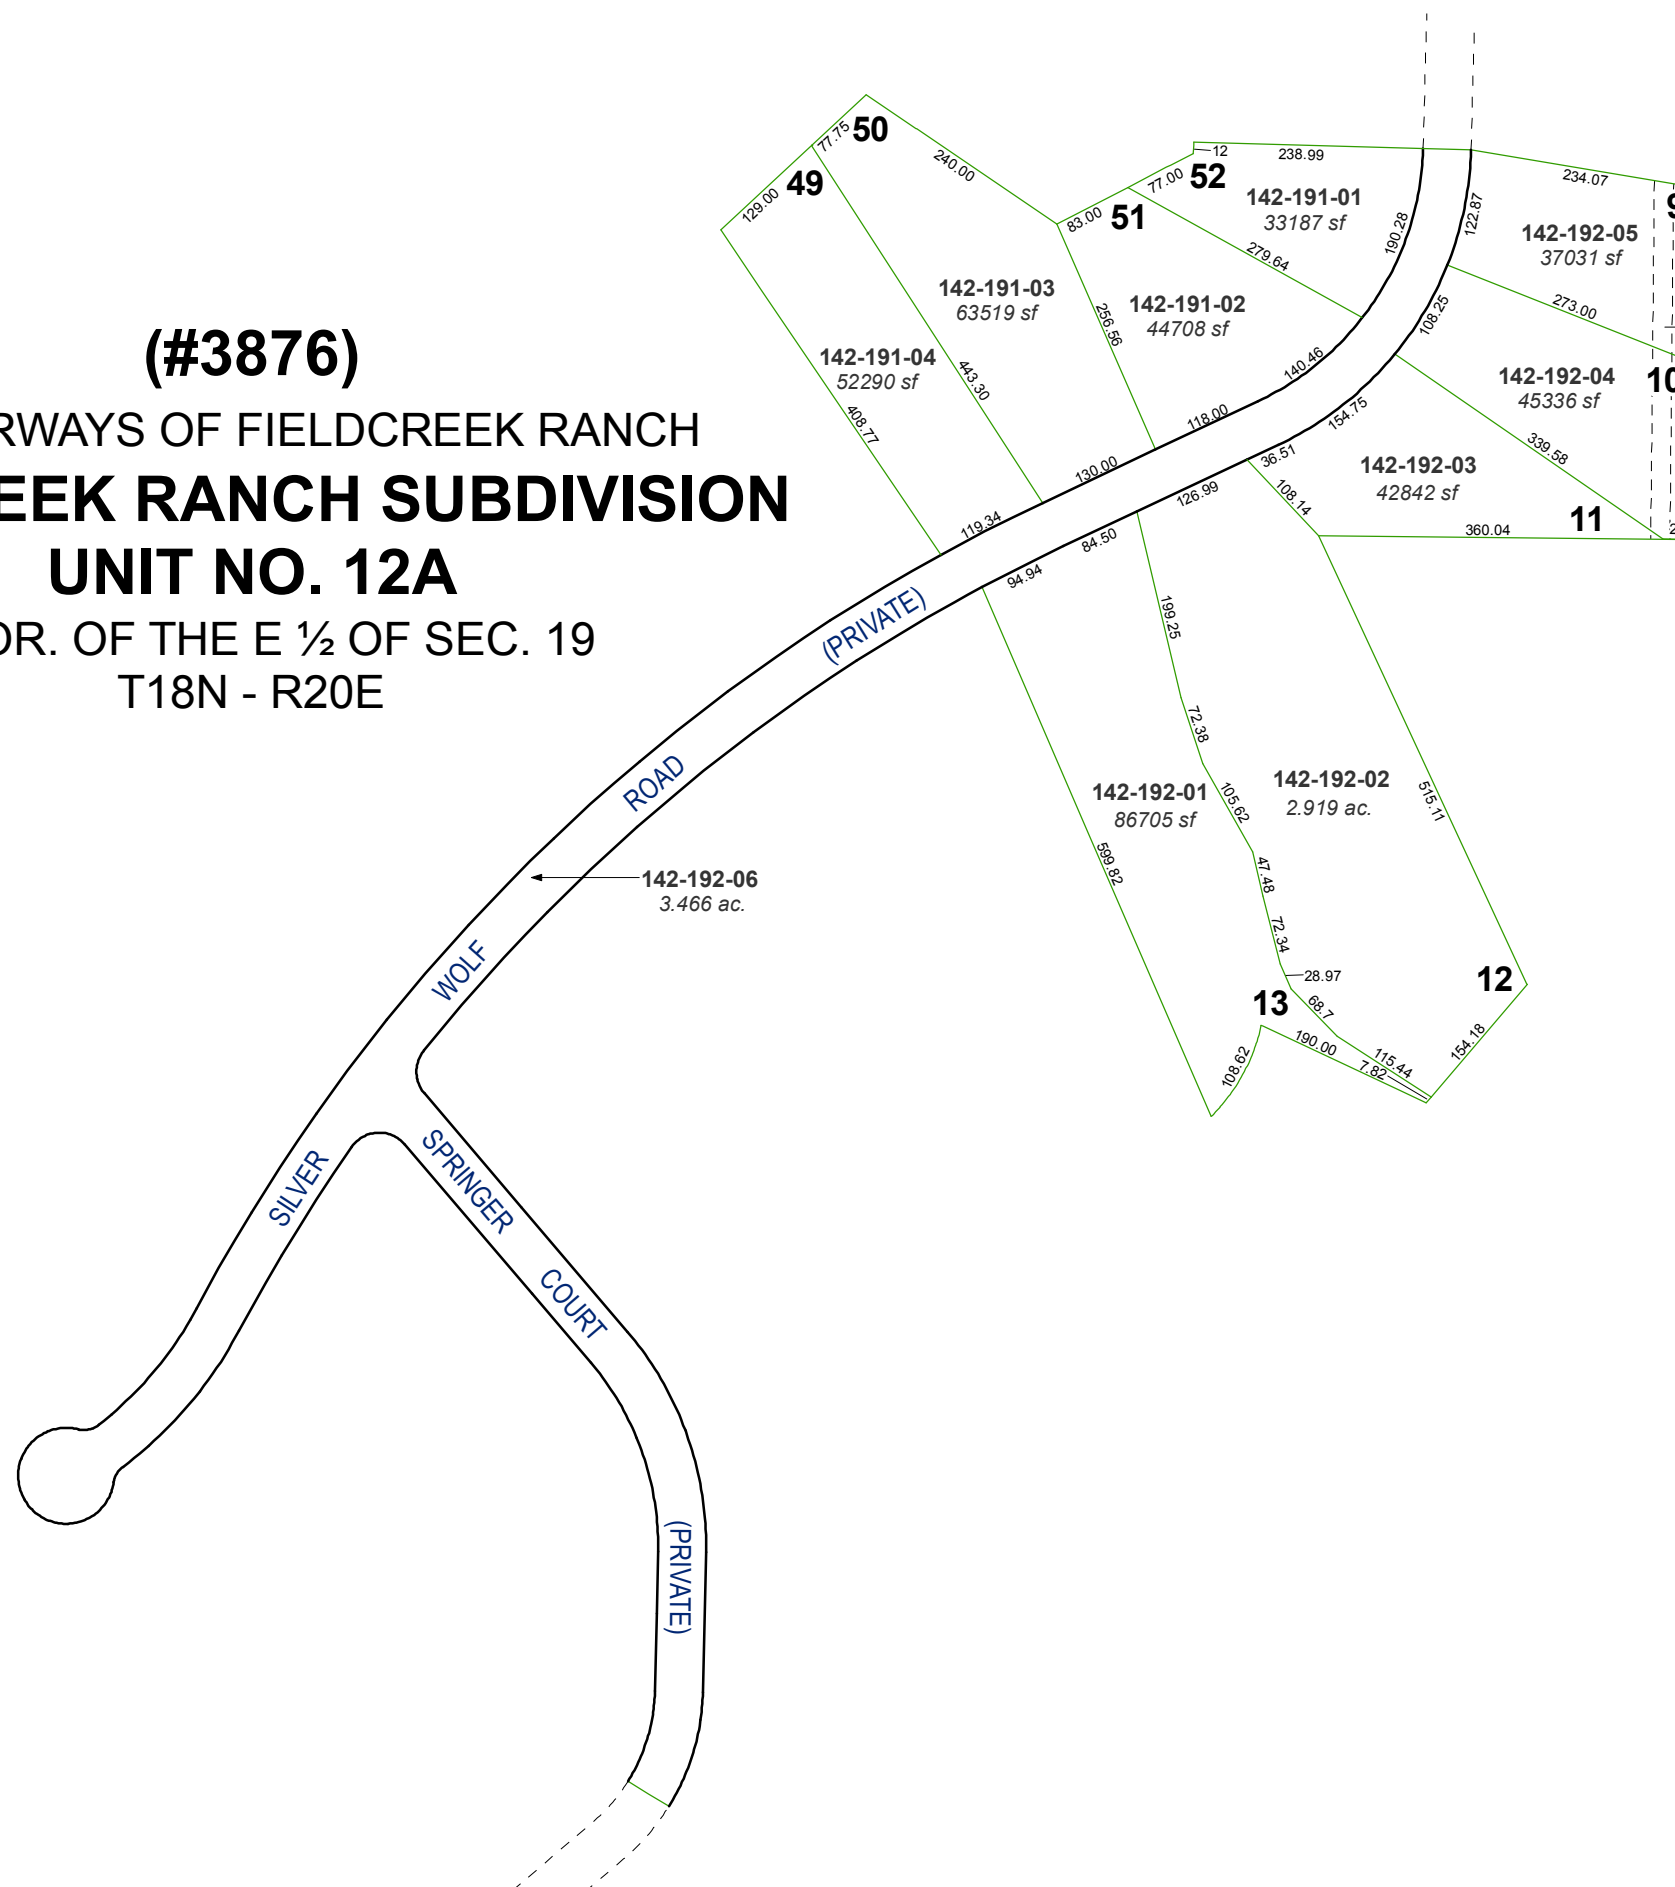 (#3876)
RWAYS OF FIELDCREEK RANCH
EEK RANCH SUBDIVISION
UNIT NO. 12A
OR. OF THE E ½ OF SEC. 19
T18N - R20E
50
77.75
49
129.00
240.00
12
52
77.00
238.99
51
83.00
142-191-01
33187 sf
190.28
122.87
234.07
142-192-05
37031 sf
279.64
142-191-03
63519 sf
142-191-02
44708 sf
256.56
108.25
273.00
142-191-04
52290 sf
443.30
408.77
140.46
118.00
154.75
142-192-04
45336 sf
10
339.58
130.00
36.51
142-192-03
42842 sf
126.99
108.14
11
360.04
119.34
84.50
94.94
(PRIVATE)
199.25
72.38
ROAD
142-192-01
86705 sf
105.62
142-192-02
2.919 ac.
515.11
599.82
47.48
142-192-06
3.466 ac.
72.34
WOLF
28.97
12
13
68.7
190.00
115.44
7.82
154.18
108.62
SILVER
SPRINGER
COURT
(PRIVATE)